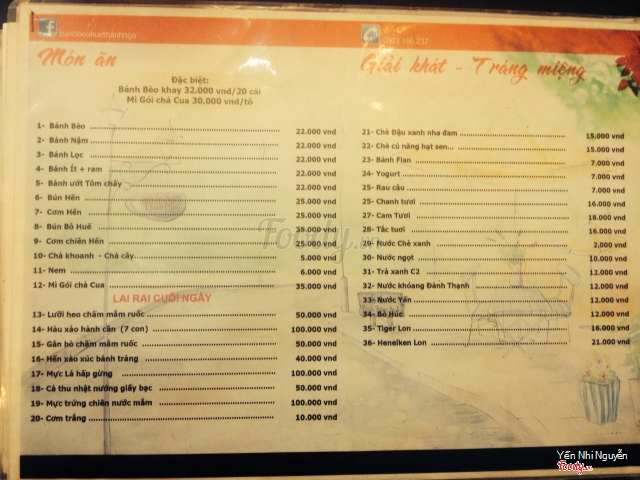 banhbeohuethanhnga
0903 166 237
Món ăn
Đặc biệt:
Bánh Bèo khay 32.000 vnd/20 cái
Mì Gói chả Cua 30.000 vnd/tô
1- Bánh Bèo 22.000 vnd
2- Bánh Nậm 22.000 vnd
3- Bánh Lọc 22.000 vnd
4- Bánh Ít + ram 22.000 vnd
5- Bánh ướt Tôm chấy 22.000 vnd
6- Bún Hến 25.000 vnd
7- Cơm Hến 25.000 vnd
8- Bún Bò Huế 35.000 vnd
9- Cơm chiên Hến 25.000 vnd
10- Chả khoanh - Chả cây 5.000 vnd
11- Nem 6.000 vnd
12- Mì Gói chả Cua 35.000 vnd
LAI RAI CUỐI NGÀY
13- Lưỡi heo chấm mắm ruốc 50.000 vnd
14- Hàu xào hành cần (7 con) 100.000 vnd
15- Gân bò chấm mắm ruốc 50.000 vnd
16- Hến xào xúc bánh tráng 40.000 vnd
17- Mực Lá hấp gừng 100.000 vnd
18- Cá thu nhật nướng giấy bạc 50.000 vnd
19- Mực trứng chiên nước mắm 100.000 vnd
20- Cơm trắng 10.000 vnd
Giải khát - Tráng miệng
21- Chè Đậu xanh nha đam 15.000 vnd
22- Chè củ năng hạt sen... 15.000 vnd
23- Bánh Flan 7.000 vnd
24- Yogurt 7.000 vnd
25- Rau câu 7.000 vnd
25- Chanh tươi 16.000 vnd
27- Cam Tươi 18.000 vnd
28- Tắc tươi 16.000 vnd
29- Nước Chè xanh 2.000 vnd
30- Nước ngọt 10.000 vnd
31- Trà xanh C2 12.000 vnd
32- Nước khoáng Đảnh Thạnh 12.000 vnd
33- Nước Yến 12.000 vnd
34- Bò Húc 12.000 vnd
35- Tiger Lon 16.000 vnd
36- Heneiken Lon 21.000 vnd
Foody.vn
Yến Nhi Nguyễn
Foody.vn